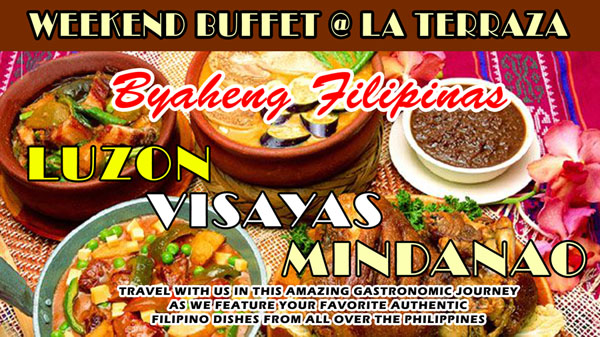 WEEKEND BUFFET @ LA TERRAZA
Byaheng Filipinas
LUZON
VISAYAS
MINDANAO
TRAVEL WITH US IN THIS AMAZING GASTRONOMIC JOURNEY
AS WE FEATURE YOUR FAVORITE AUTHENTIC
FILIPINO DISHES FROM ALL OVER THE PHILIPPINES